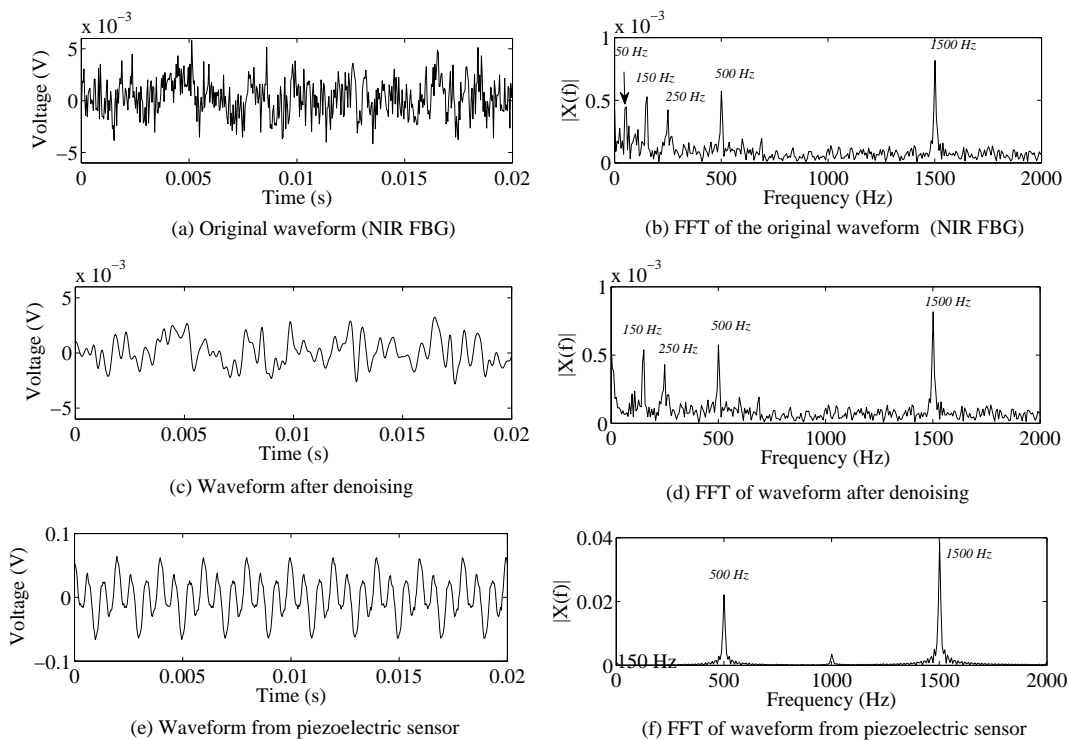 x 10−3
5
0
−5
Voltage (V)
0 0.005 0.01 0.015 0.02
Time (s)
(a) Original waveform (NIR FBG)
x 10−3
1
0.5
0
|X(f)|
50 Hz
150 Hz
250 Hz
500 Hz
1500 Hz
0 500 1000 1500 2000
Frequency (Hz)
(b) FFT of the original waveform (NIR FBG)
x 10−3
5
0
−5
Voltage (V)
0 0.005 0.01 0.015 0.02
Time (s)
(c) Waveform after denoising
x 10−3
1
0.5
0
|X(f)|
150 Hz
250 Hz
500 Hz
1500 Hz
0 500 1000 1500 2000
Frequency (Hz)
(d) FFT of waveform after denoising
0.1
0
−0.1
Voltage (V)
0 0.005 0.01 0.015 0.02
Time (s)
(e) Waveform from piezoelectric sensor
0.04
0.02
0
|X(f)|
500 Hz
1500 Hz
150 Hz
500 1000 1500 2000
Frequency (Hz)
(f) FFT of waveform from piezoelectric sensor